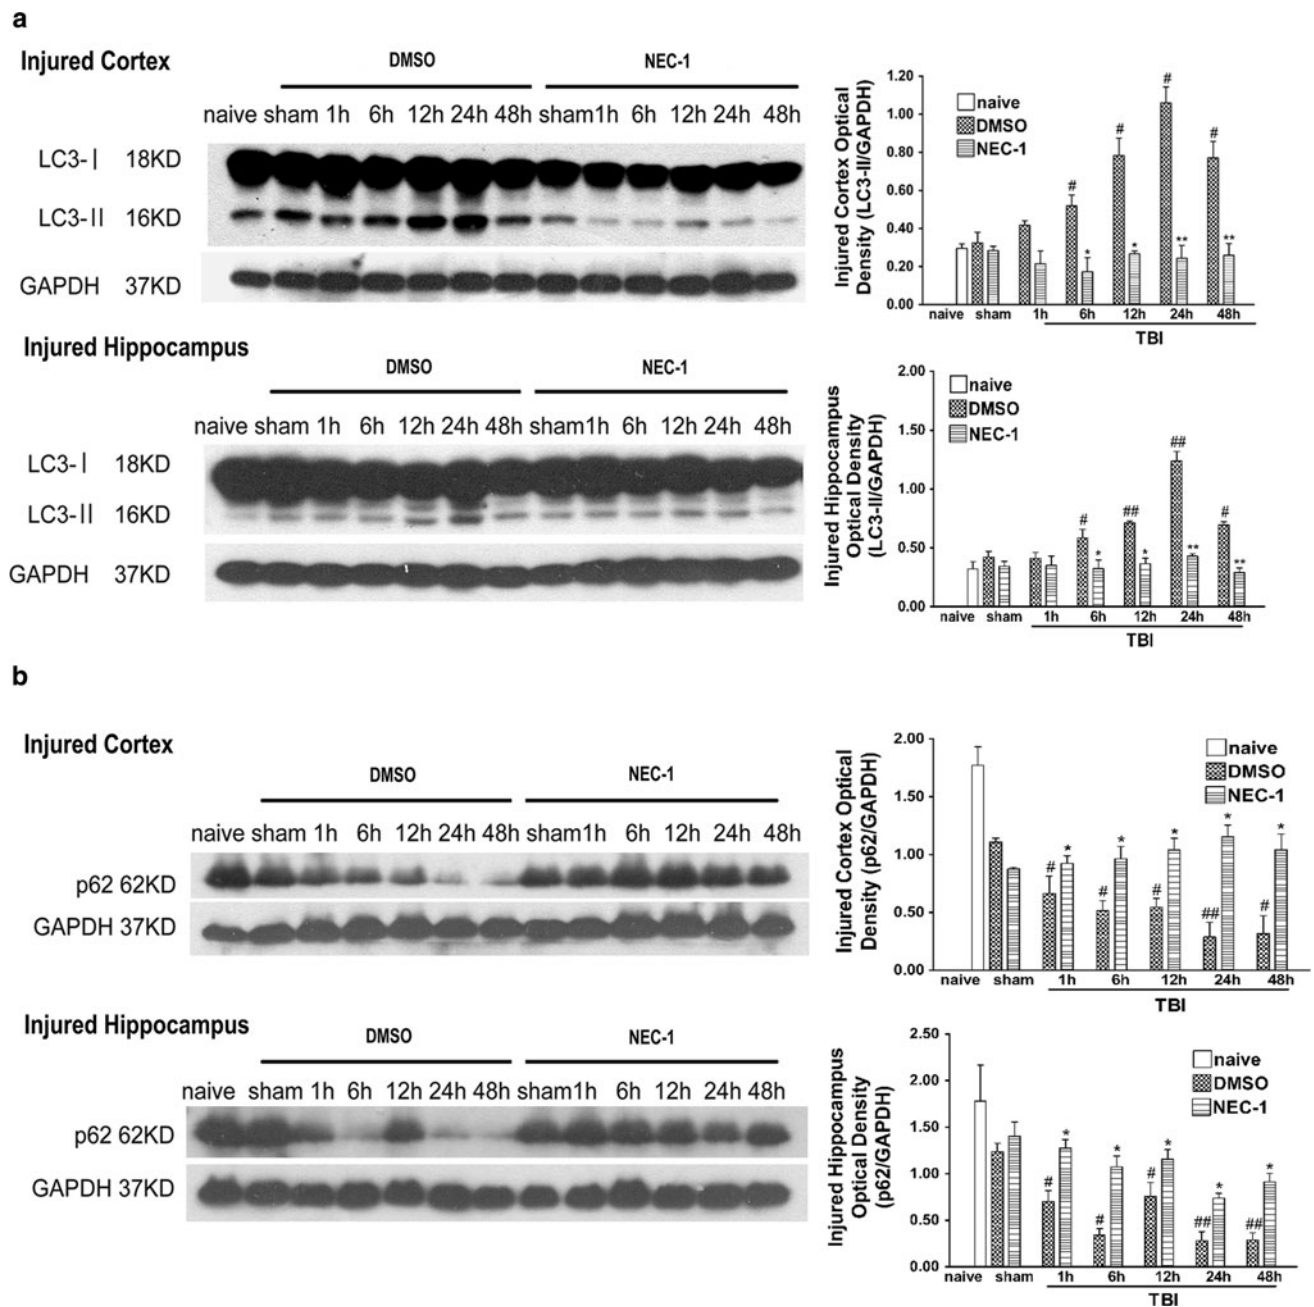 a
Injured Cortex
DMSO NEC-1
naive sham 1h 6h 12h 24h 48h sham1h 6h 12h 24h 48h
LC3-I 18KD
LC3-II 16KD
GAPDH 37KD
Injured Cortex Optical
Density (LC3-II/GAPDH)
1.20
1.00
0.80
0.60
0.40
0.20
0.00
naive
DMSO
NEC-1
# # # # #
* * ** **
naive sham 1h 6h 12h 24h 48h
TBI
Injured Hippocampus
DMSO NEC-1
naive sham 1h 6h 12h 24h 48h sham1h 6h 12h 24h 48h
LC3-I 18KD
LC3-II 16KD
GAPDH 37KD
Injured Hippocampus
Optical Density
(LC3-II/GAPDH)
2.00
1.50
1.00
0.50
0.00
naive
DMSO
NEC-1
# ## ## #
* * ** **
naive sham 1h 6h 12h 24h 48h
TBI
b
Injured Cortex
DMSO NEC-1
naive sham 1h 6h 12h 24h 48h sham1h 6h 12h 24h 48h
p62 62KD
GAPDH 37KD
Injured Cortex Optical
Density (p62/GAPDH)
2.00
1.50
1.00
0.50
0.00
naive
DMSO
NEC-1
# * # * # * ## * # *
naive sham 1h 6h 12h 24h 48h
TBI
Injured Hippocampus
DMSO NEC-1
naive sham 1h 6h 12h 24h 48h sham1h 6h 12h 24h 48h
p62 62KD
GAPDH 37KD
Injured Hippocampus
Optical Density
(p62/GAPDH)
2.50
2.00
1.50
1.00
0.50
0.00
naive
DMSO
NEC-1
# * # * # * ## * ## *
naive sham 1h 6h 12h 24h 48h
TBI